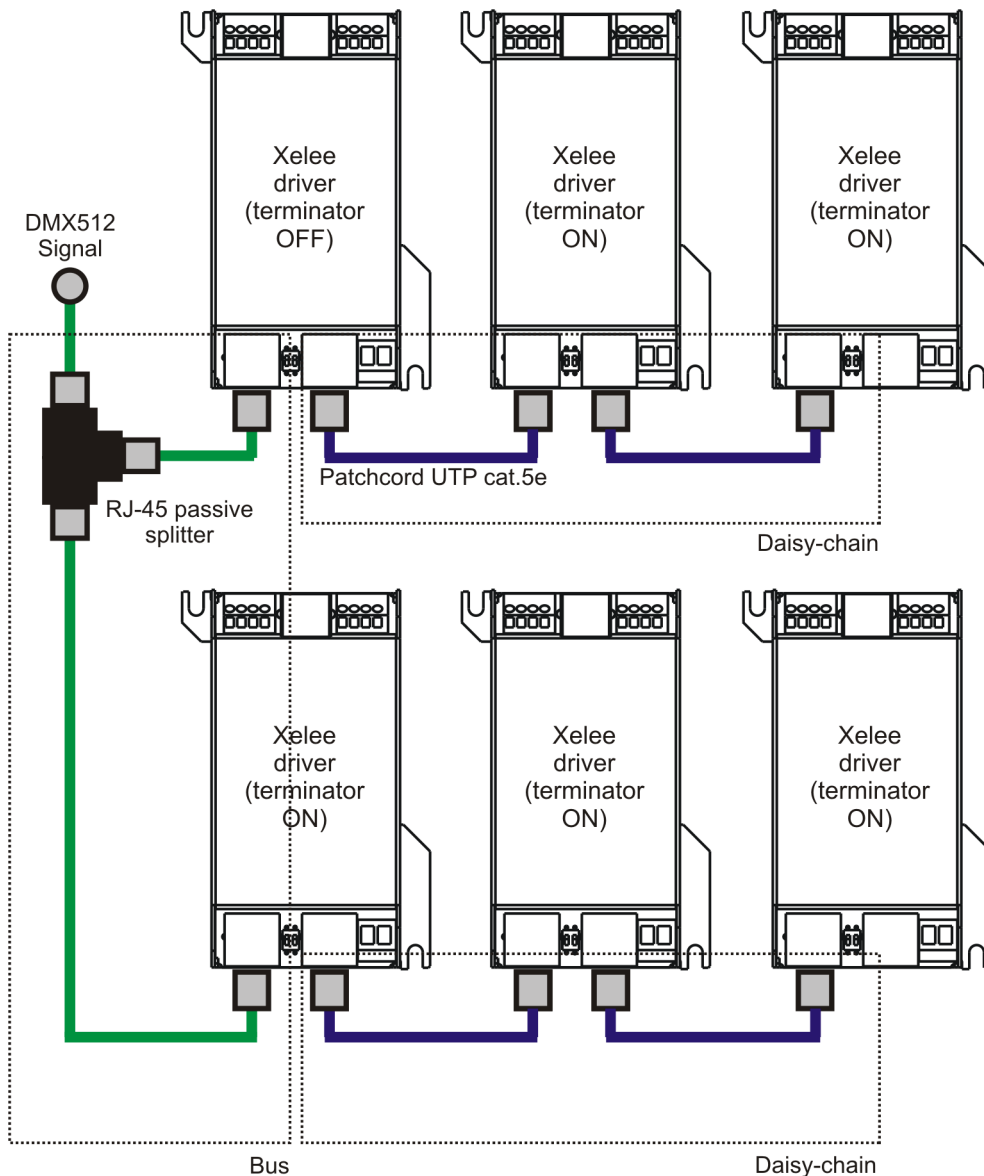 Xelee
driver
(terminator
OFF)
Xelee
driver
(terminator
ON)
Xelee
driver
(terminator
ON)
DMX512
Signal
Patchcord UTP cat.5e
RJ-45 passive
splitter
Daisy-chain
Xelee
driver
(terminator
ON)
Xelee
driver
(terminator
ON)
Xelee
driver
(terminator
ON)
Bus
Daisy-chain